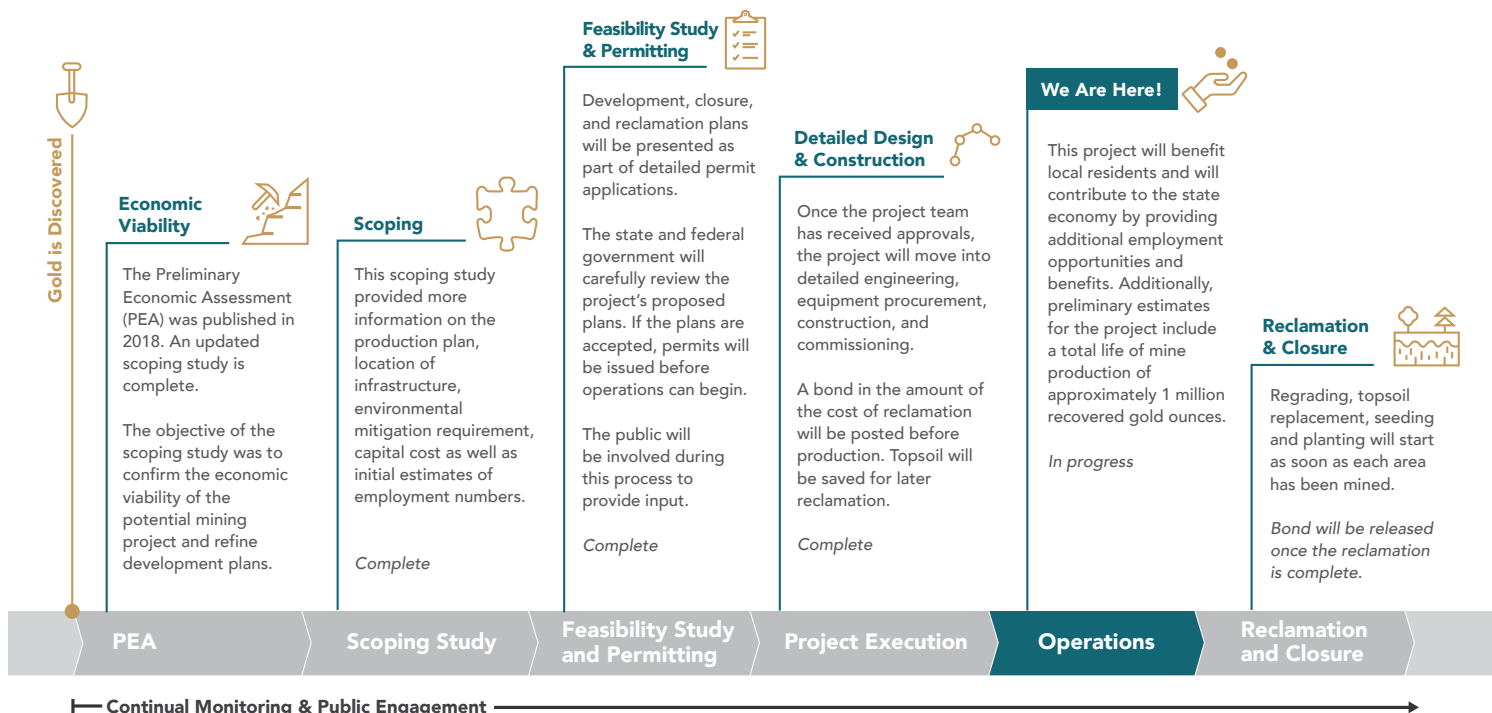 Gold is Discovered
Economic
Viability
The Preliminary
Economic Assessment
(PEA) was published in
2018. An updated
scoping study is
complete.
The objective of the
scoping study was to
confirm the economic
viability of the
potential mining
project and refine
development plans.
Scoping
This scoping study
provided more
information on the
production plan,
location of
infrastructure,
environmental
mitigation requirement,
capital cost as well as
initial estimates of
employment numbers.
Complete
Feasibility Study
& Permitting
Development, closure,
and reclamation plans
will be presented as
part of detailed permit
applications.
The state and federal
government will
carefully review the
project’s proposed
plans. If the plans are
accepted, permits will
be issued before
operations can begin.
The public will
be involved during
this process to
provide input.
Complete
Detailed Design
& Construction
Once the project team
has received approvals,
the project will move into
detailed engineering,
equipment procurement,
construction, and
commissioning.
A bond in the amount of
the cost of reclamation
will be posted before
production. Topsoil will
be saved for later
reclamation.
Complete
We Are Here!
This project will benefit
local residents and will
contribute to the state
economy by providing
additional employment
opportunities and
benefits. Additionally,
preliminary estimates
for the project include
a total life of mine
production of
approximately 1 million
recovered gold ounces.
In progress
Reclamation
& Closure
Regrading, topsoil
replacement, seeding
and planting will start
as soon as each area
has been mined.
Bond will be released
once the reclamation
is complete.
PEA
Scoping Study
Feasibility Study
and Permitting
Project Execution
Operations
Reclamation
and Closure
Continual Monitoring & Public Engagement